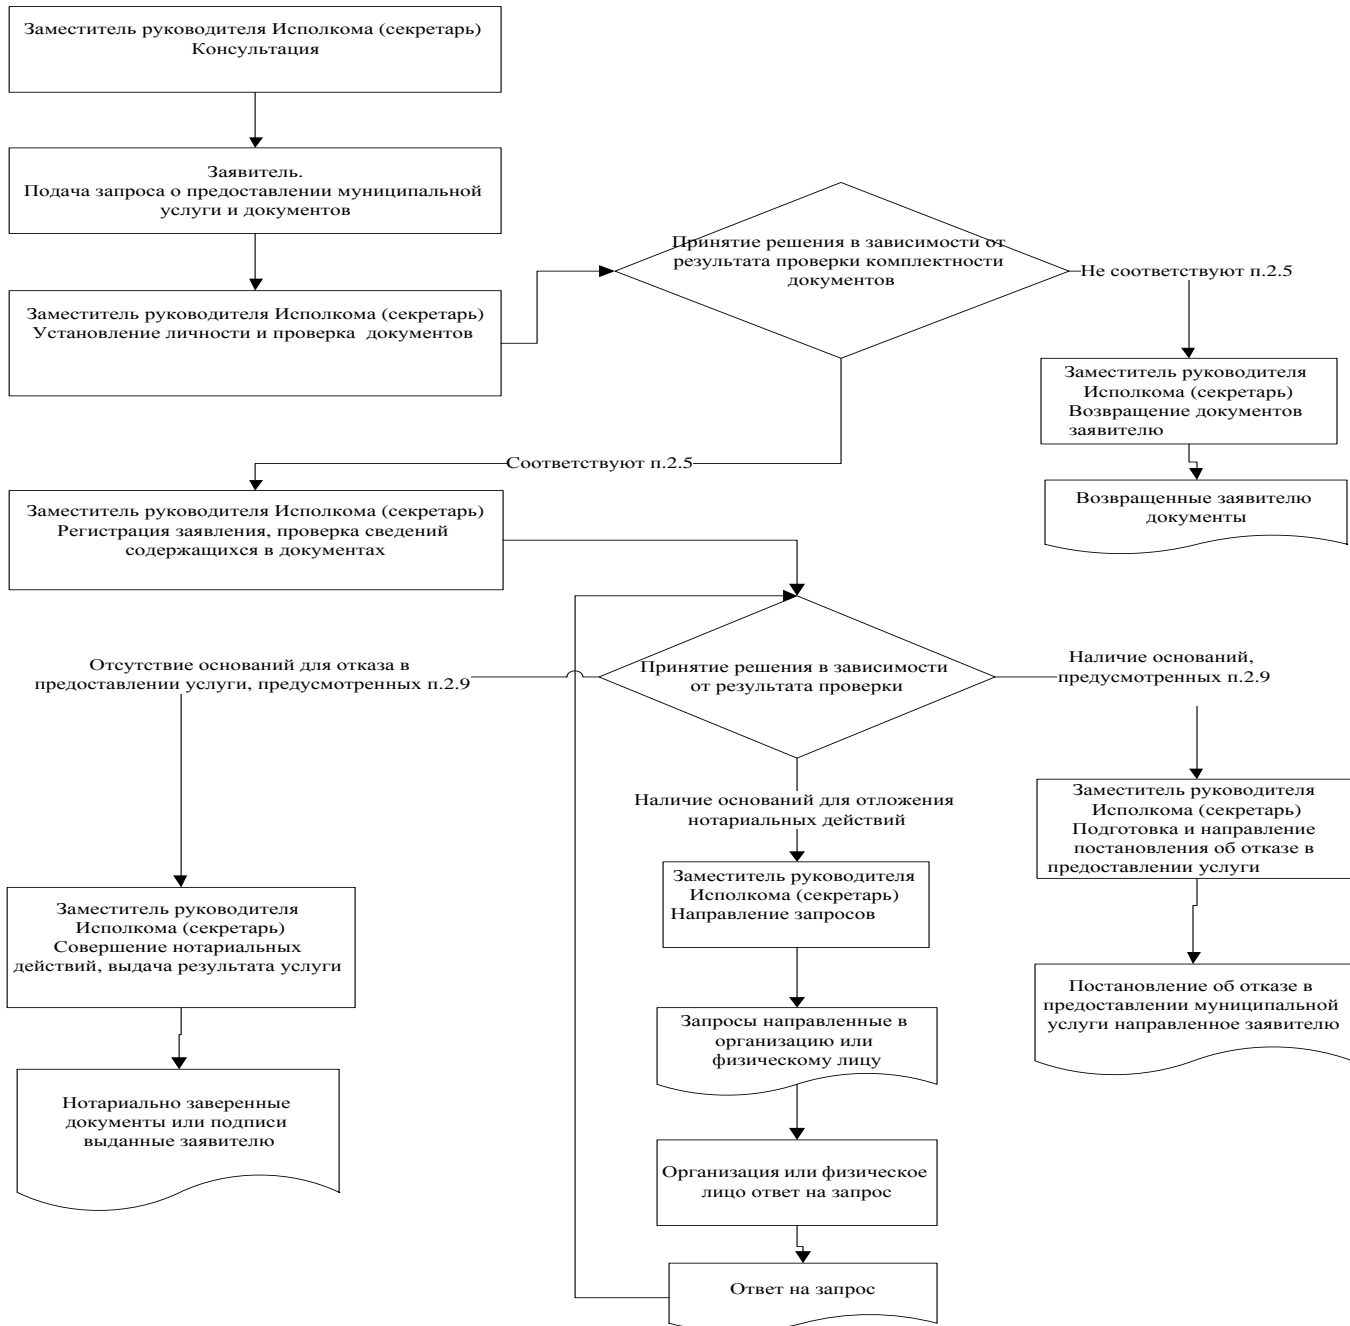 Заместитель руководителя Исполкома (секретарь)
Консультация
Заявитель.
Подача запроса о предоставлении муниципальной
услуги и документов
Заместитель руководителя Исполкома (секретарь)
Установление личности и проверка документов
Принятие решения в зависимости от
результата проверки комплектности
документов
Не соответствуют п.2.5
Заместитель руководителя
Исполкома (секретарь)
Возвращение документов
заявителю
Возвращенные заявителю
документы
Соответствуют п.2.5
Заместитель руководителя Исполкома (секретарь)
Регистрация заявления, проверка сведений
содержащихся в документах
Принятие решения в зависимости
от результата проверки
Отсутствие оснований для отказа в
предоставлении услуги, предусмотренных п.2.9
Наличие оснований,
предусмотренных п.2.9
Наличие оснований для отложения
нотариальных действий
Заместитель руководителя
Исполкома (секретарь)
Совершение нотариальных
действий, выдача результата услуги
Нотариально заверенные
документы или подписи
выданные заявителю
Заместитель руководителя
Исполкома (секретарь)
Направление запросов
Запросы направленные в
организацию или
физическому лицу
Организация или физическое
лицо ответ на запрос
Ответ на запрос
Заместитель руководителя
Исполкома (секретарь)
Подготовка и направление
постановления об отказе в
предоставлении услуги
Постановление об отказе в
предоставлении муниципальной
услуги направленное заявителю